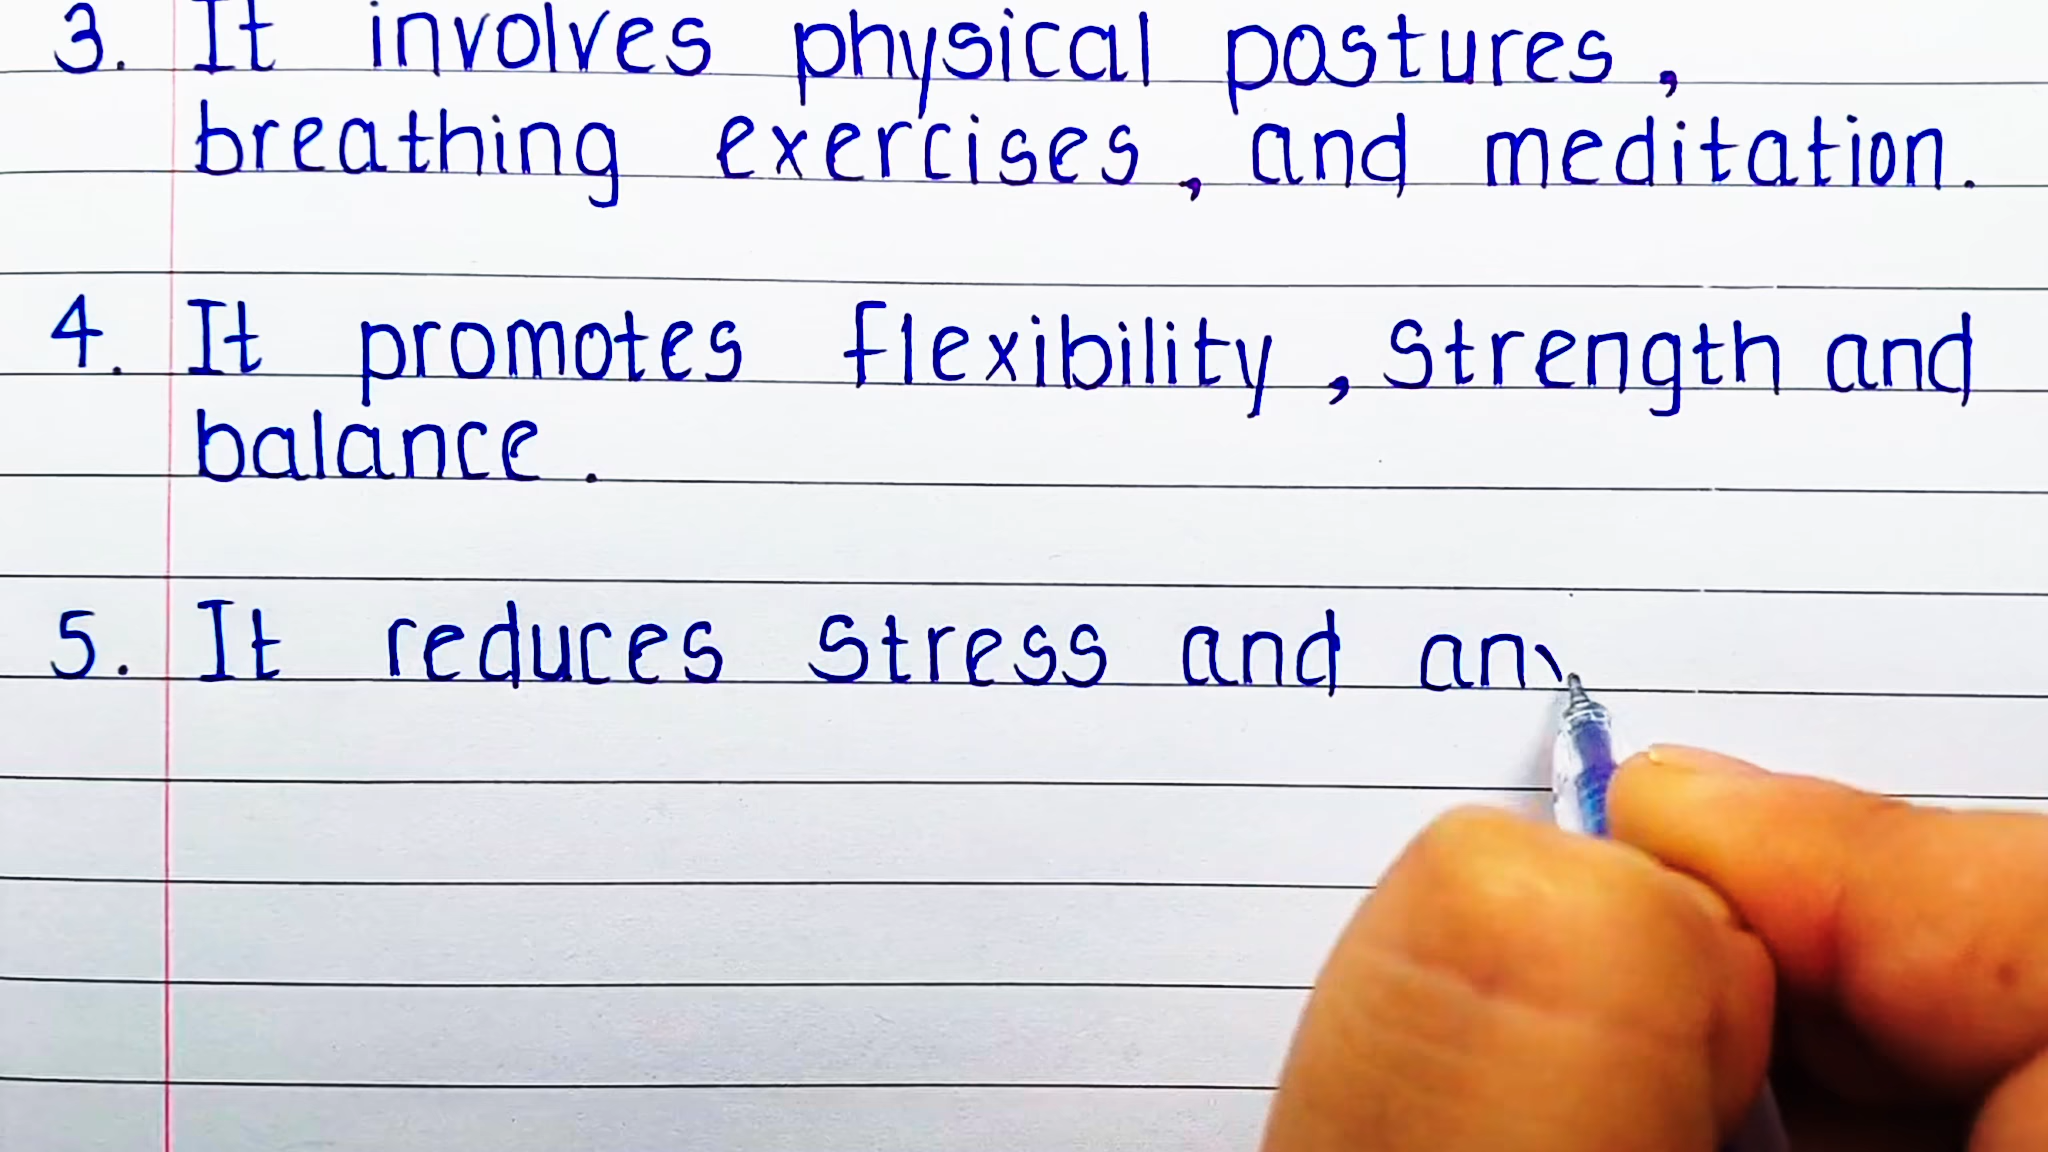 3. It involves physical postures,
breathing exercises, and meditation.
4. It promotes flexibility, strength and
balance.
5. It reduces stress and an